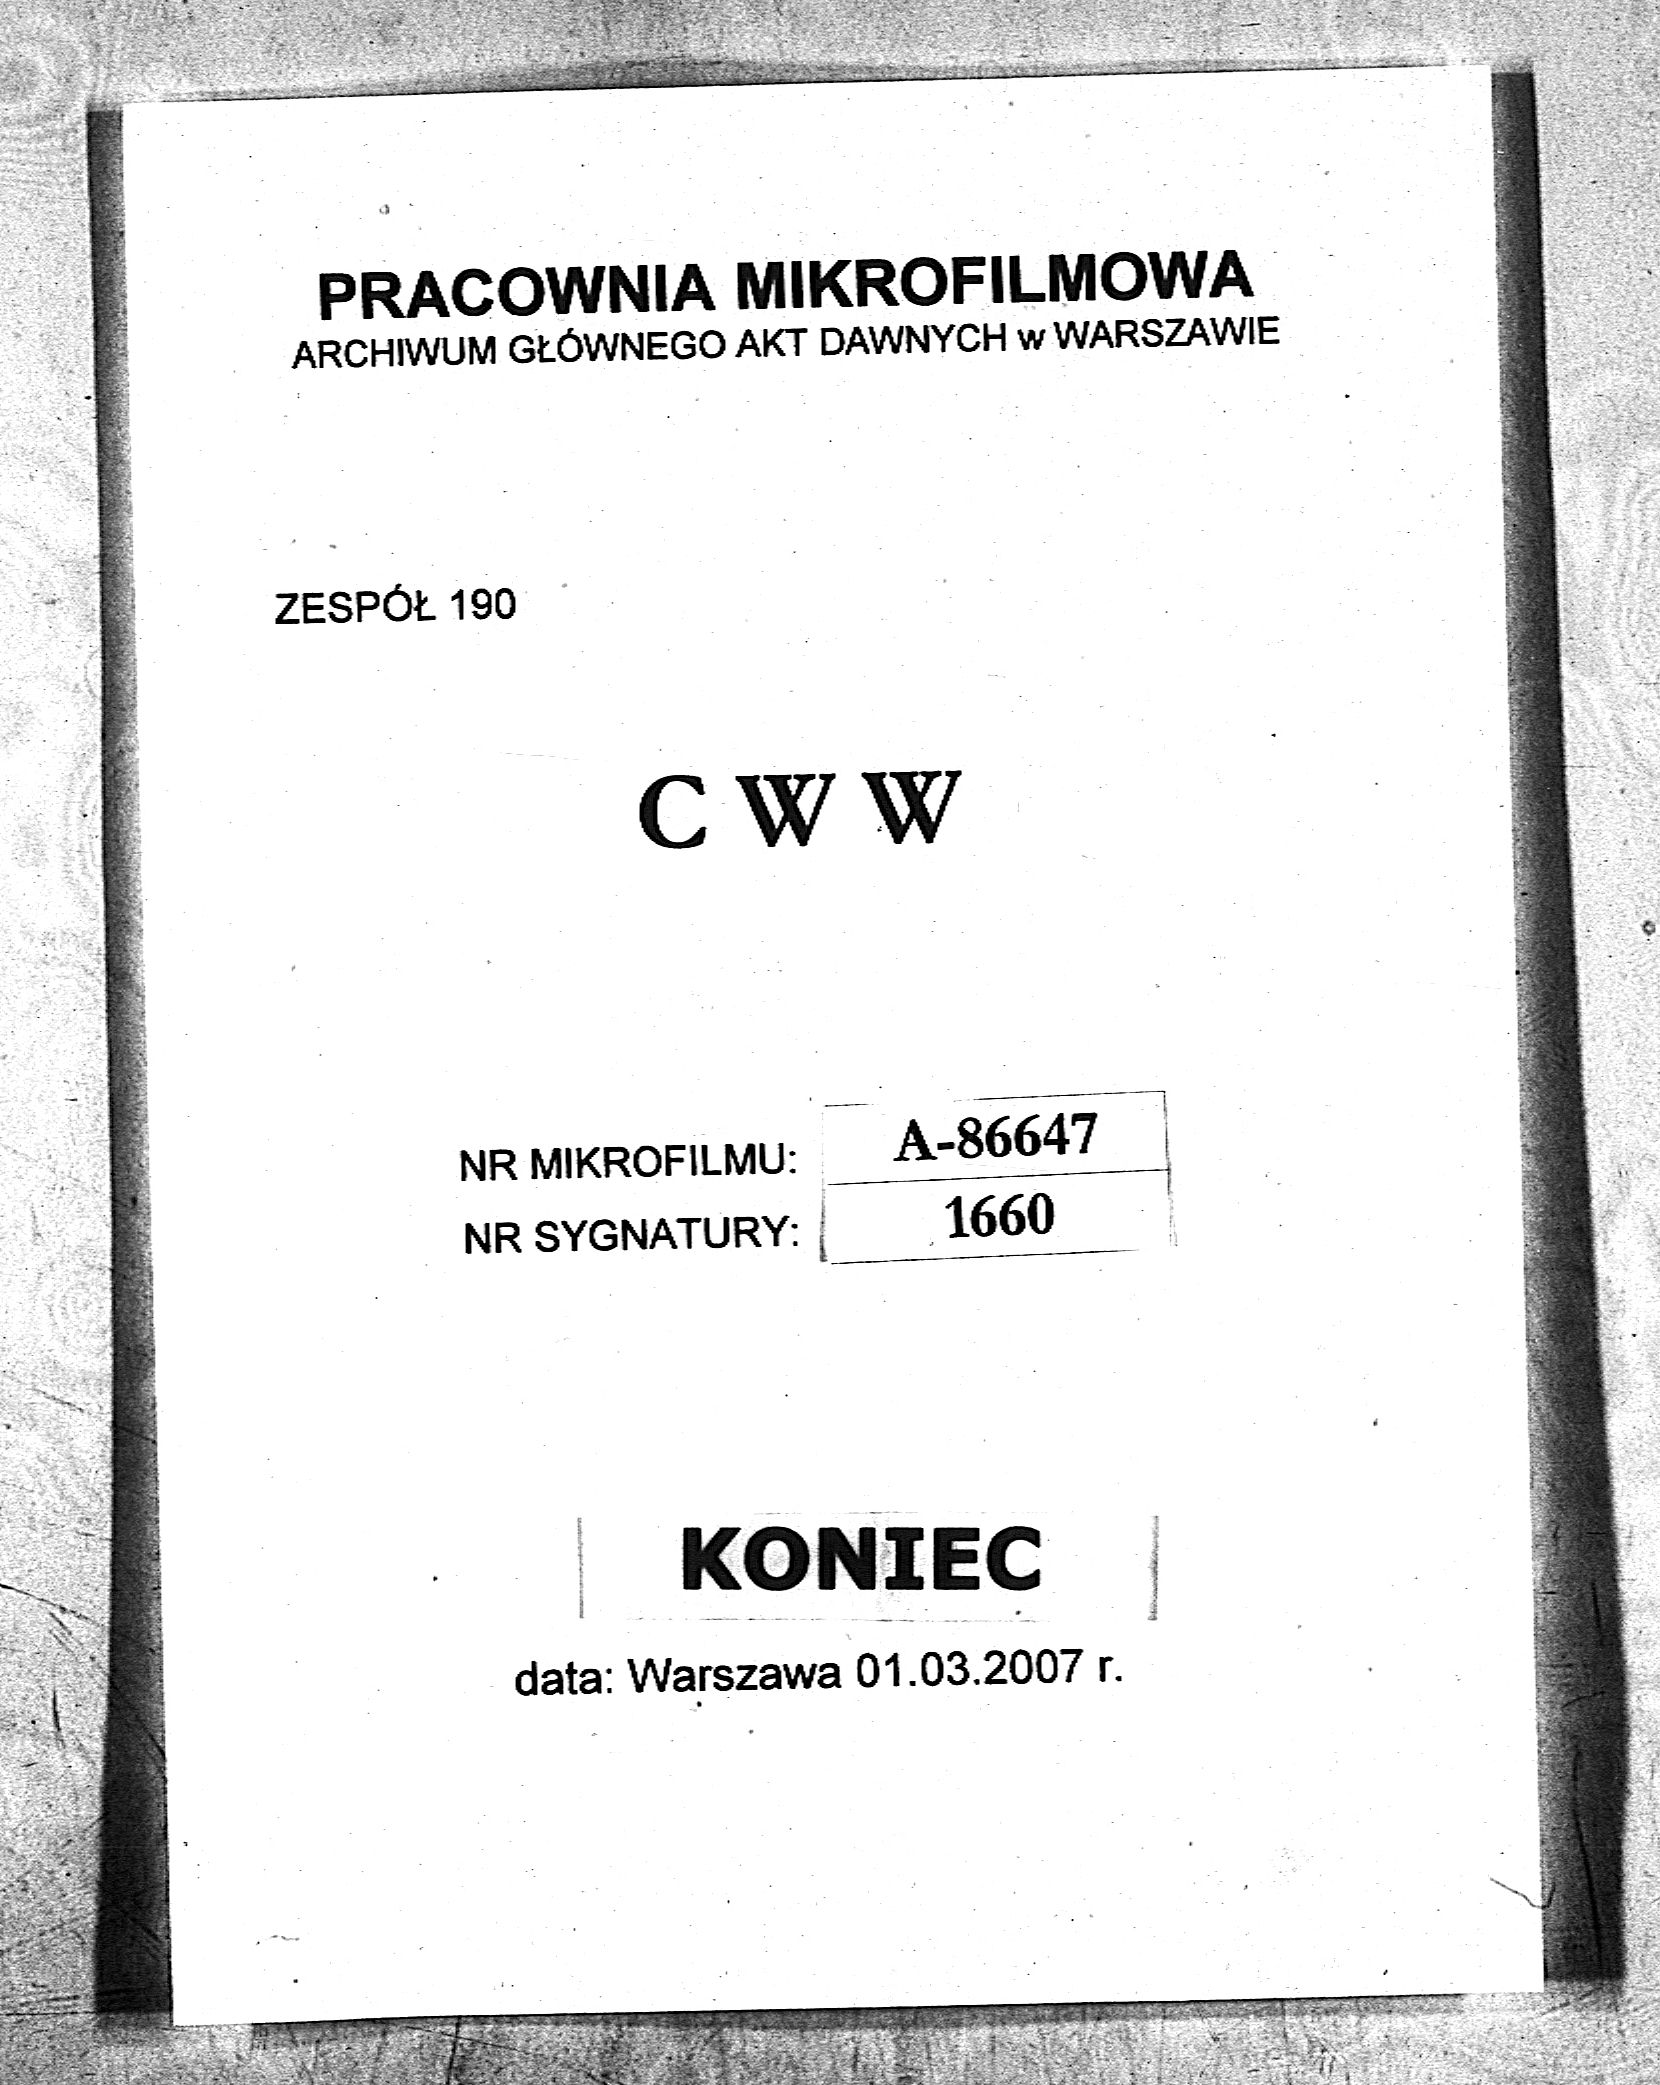 PRACOWNIA MIKROFILMOWA
ARCHIWUM GŁÓWNEGO AKT DAWNYCH w WARSZAWIE
ZESPÓŁ 190
C W W
NR MIKROFILMU: A-86647
NR SYGNATURY: 1660
KONIEC
data: Warszawa 01.03.2007 r.